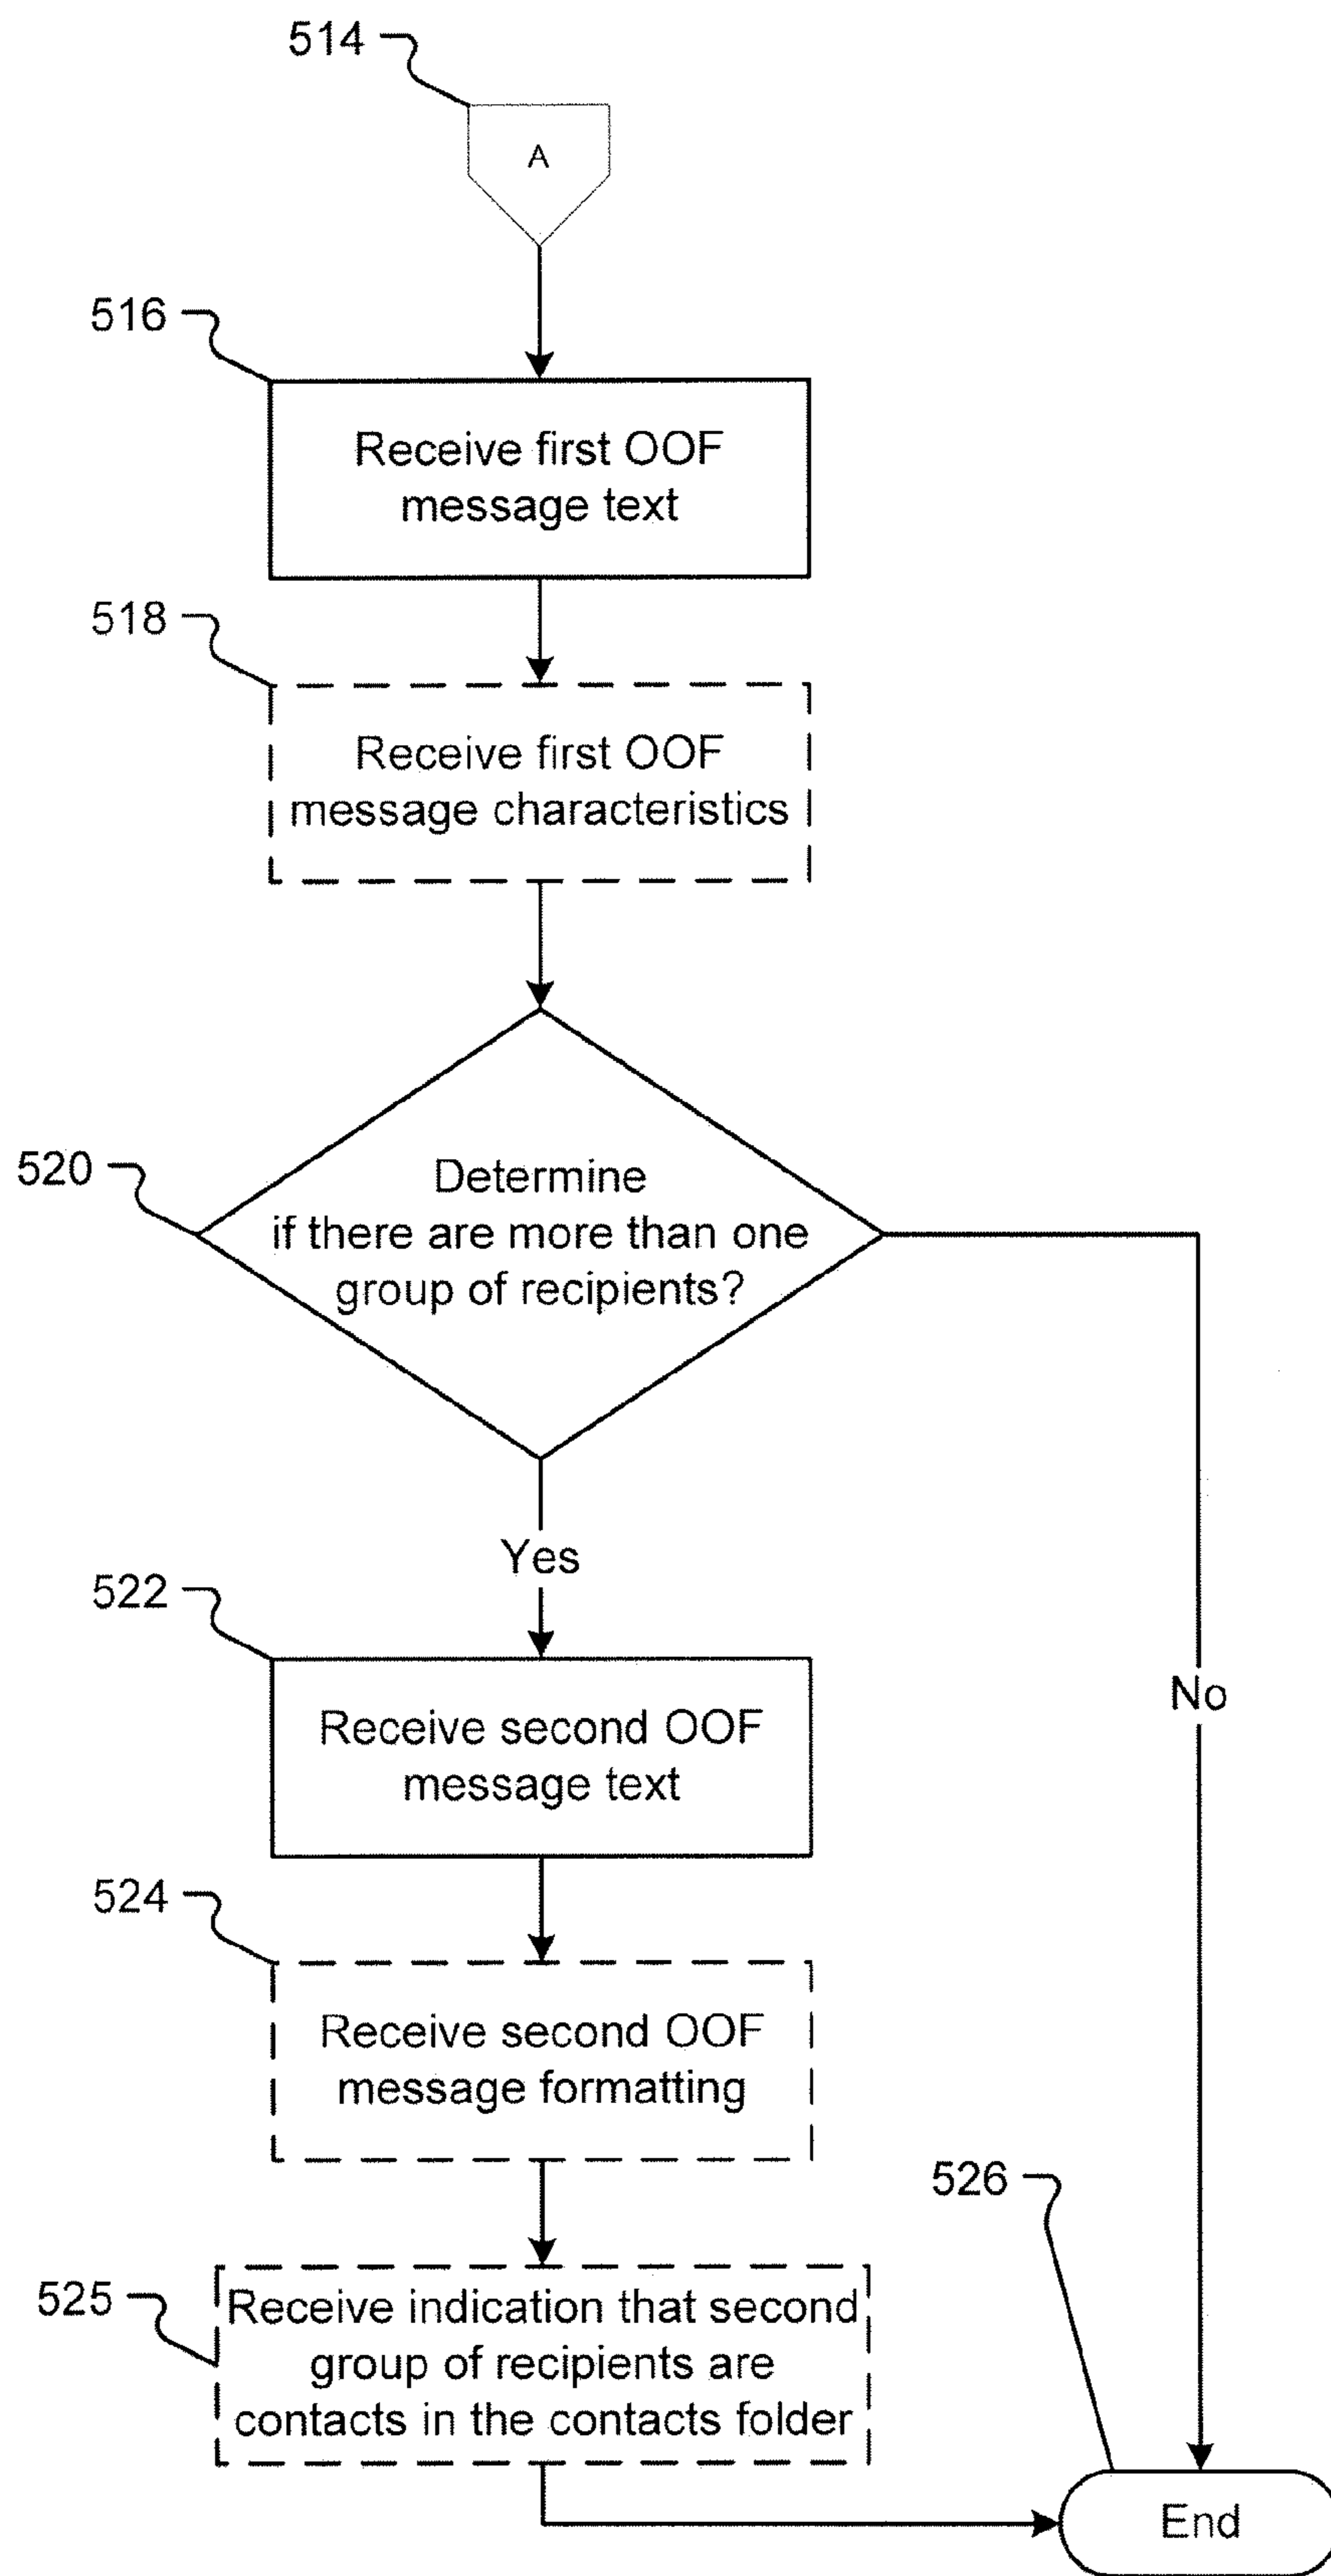 514
A
516
Receive first OOF
message text
518
Receive first OOF
message characteristics
520
Determine
if there are more than one
group of recipients?
Yes
No
522
Receive second OOF
message text
524
Receive second OOF
message formatting
526
525
Receive indication that second
group of recipients are
contacts in the contacts folder
End